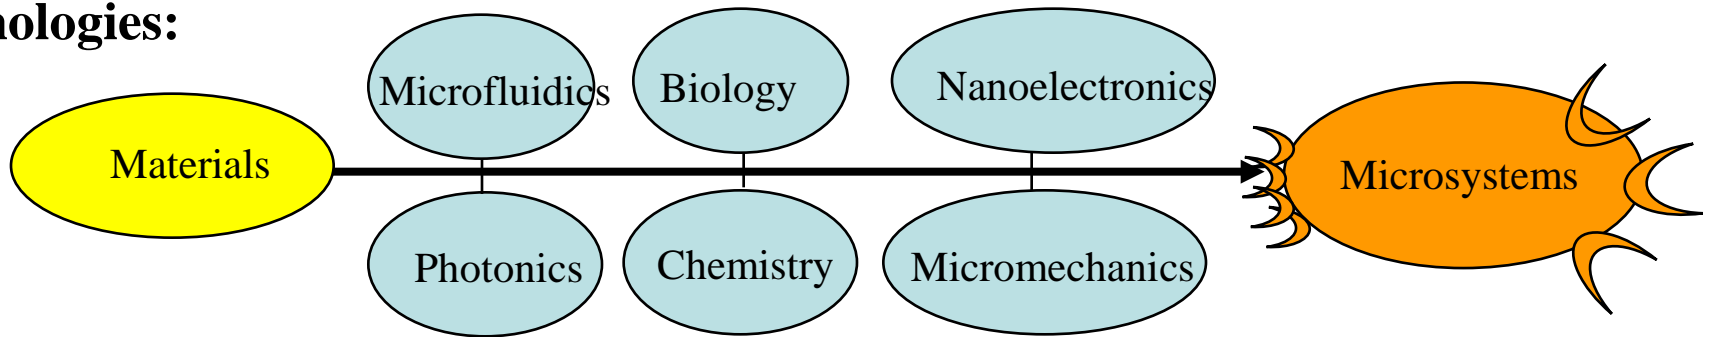 nologies:
Microfluidics
Biology
Nanoelectronics
Materials
Microsystems
Photonics
Chemistry
Micromechanics